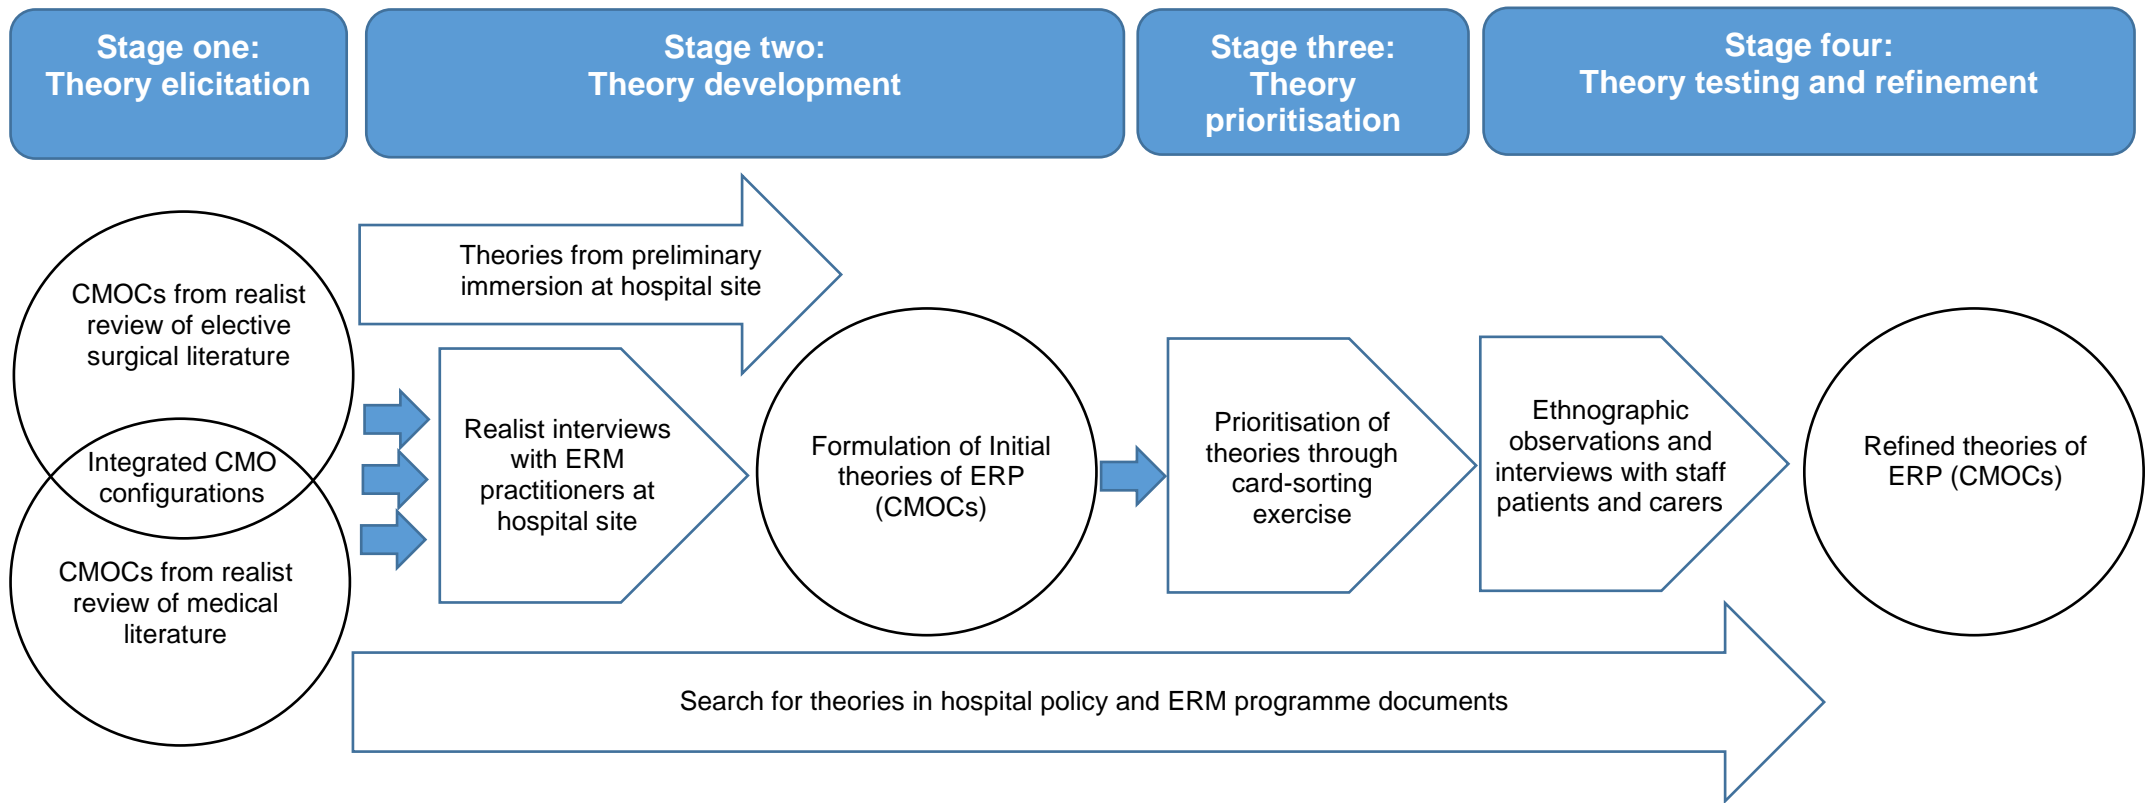 Stage one:
Theory elicitation
Stage two:
Theory development
Stage three:
Theory
prioritisation
Stage four:
Theory testing and refinement
CMOCs from realist
review of elective
surgical literature
Integrated CMO
configurations
CMOCs from realist
review of medical
literature
Theories from preliminary
immersion at hospital site
Realist interviews
with ERM
practitioners at
hospital site
Formulation of Initial
theories of ERP
(CMOCs)
Prioritisation of
theories through
card-sorting
exercise
Ethnographic
observations and
interviews with staff
patients and carers
Refined theories of
ERP (CMOCs)
Search for theories in hospital policy and ERM programme documents